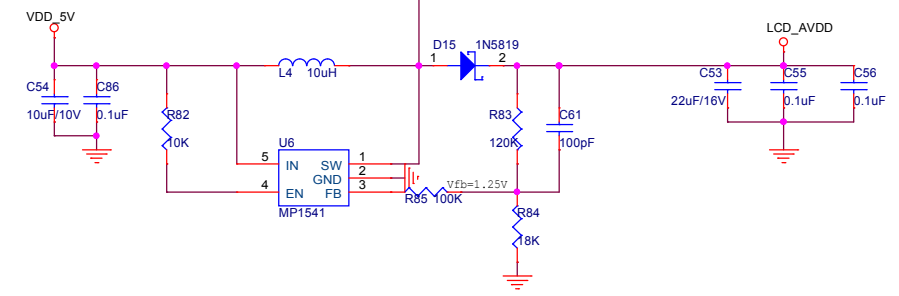 VDD_5V
LCD_AVDD
D15 1N5819
1 2
L4 10uH
C54
10uF/10V
C86
0.1uF
R82
10K
R83
120K
C61
100pF
C53
22uF/16V
C55
0.1uF
C56
0.1uF
U6
5 IN SW 1
GND 2
4 EN FB 3
MP1541
R85 100K
Vfb=1.25V
R84
18K